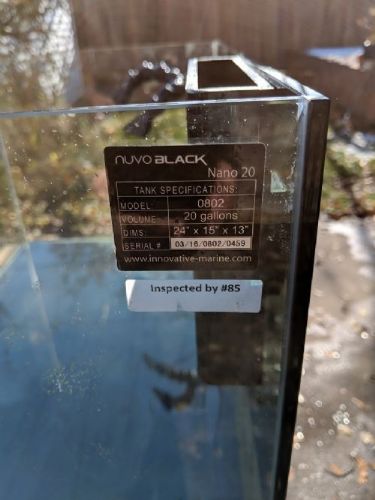 nuvo BLACK
Nano 20
TANK SPECIFICATIONS:
MODEL: 0802
VOLUME: 20 gallons
DIMS: 24" x 15" x 13"
SERIAL # 03/16/0802/0459
www.innovative-marine.com
Inspected by #85